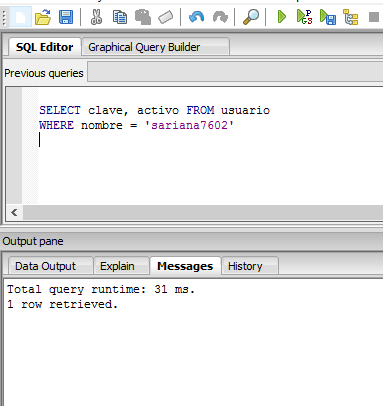 SQL Editor
Graphical Query Builder
Previous queries
SELECT clave, activo FROM usuario
WHERE nombre = 'sariana7602'
Output pane
Data Output
Explain
Messages
History
Total query runtime: 31 ms.
1 row retrieved.